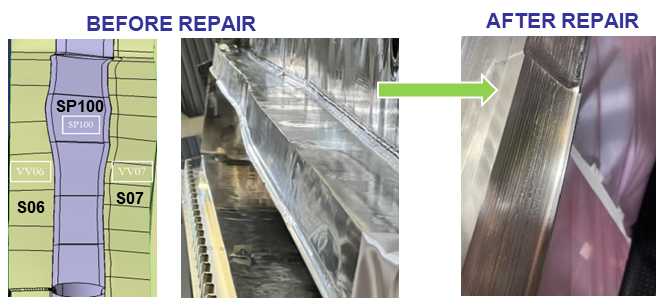 BEFORE REPAIR
AFTER REPAIR
SP100
SP100
VV06
VV07
S06
S07